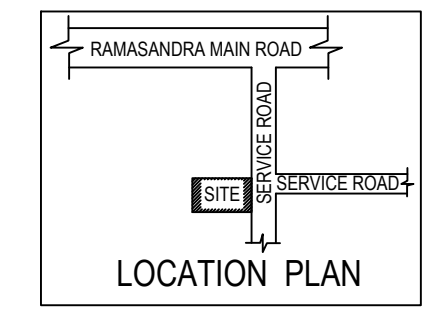 RAMASANDRA MAIN ROAD
SERVICE ROAD
SITE
SERVICE ROAD
LOCATION PLAN